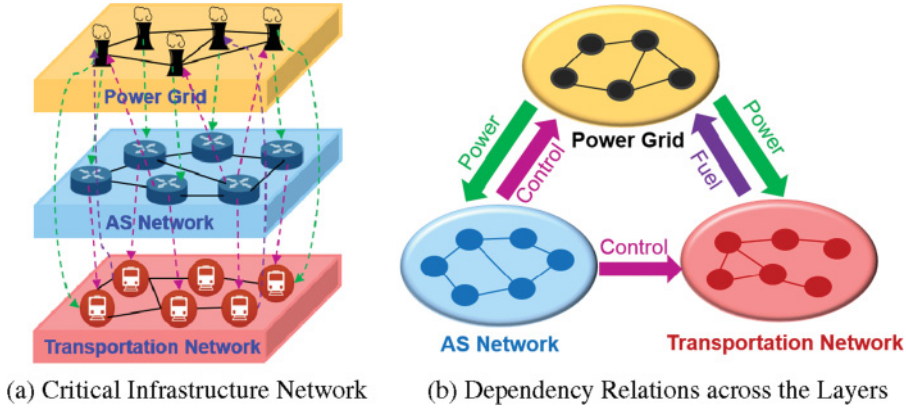 Power Grid
AS Network
Transportation Network
(a) Critical Infrastructure Network
Power Grid
Power
Control
Power
Fuel
Control
AS Network
Transportation Network
(b) Dependency Relations across the Layers